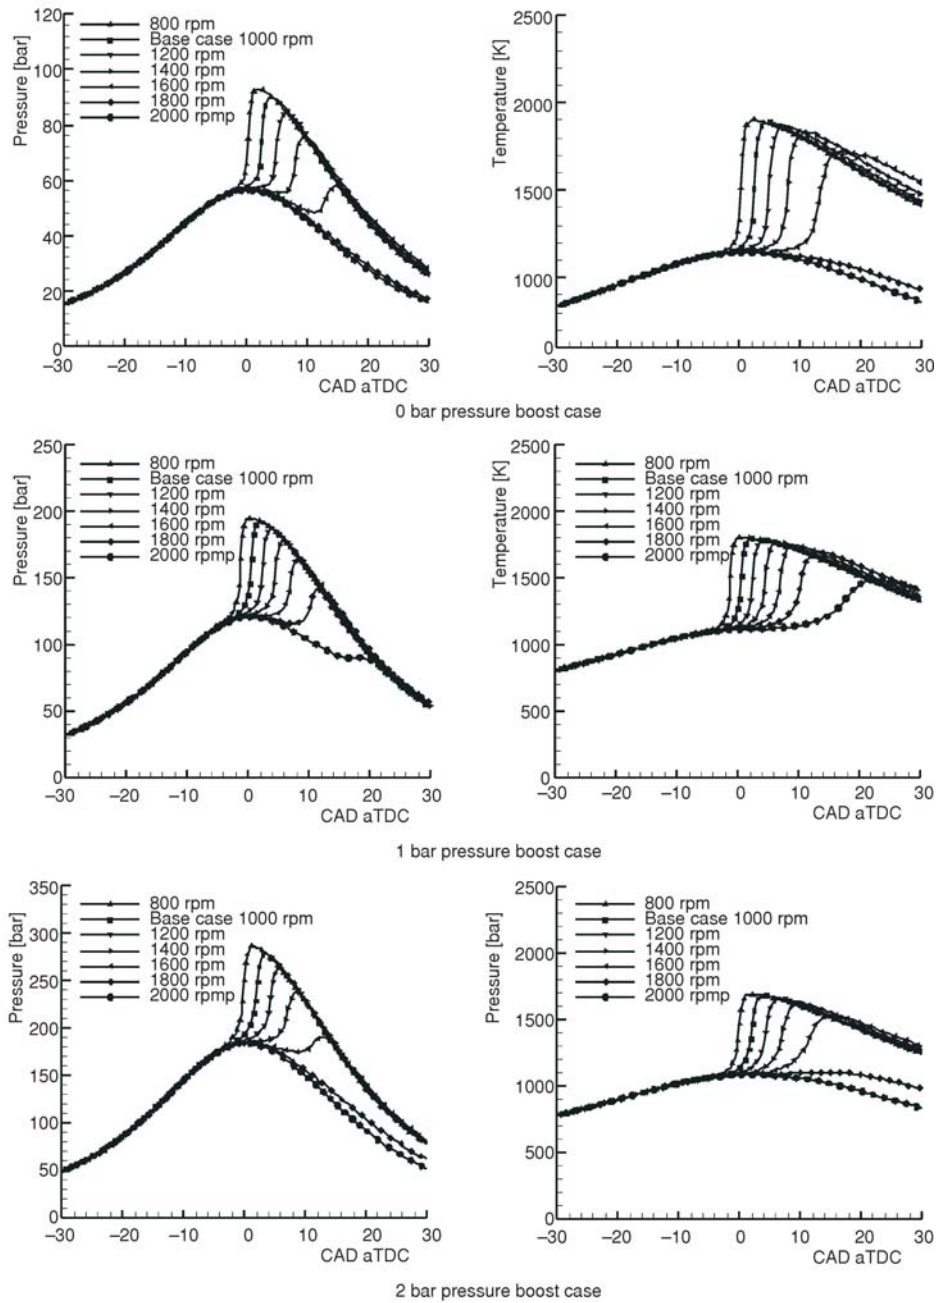 120
100
80
60
40
20
0
Pressure [bar]
800 rpm
Base case 1000 rpm
1200 rpm
1400 rpm
1600 rpm
1800 rpm
2000 rpmp
–30 –20 –10 0 10 20 30
CAD aTDC
2500
2000
1500
1000
0
Temperature [K]
–30 –20 –10 0 10 20 30
CAD aTDC
0 bar pressure boost case
250
200
150
100
50
0
Pressure [bar]
800 rpm
Base case 1000 rpm
1200 rpm
1400 rpm
1600 rpm
1800 rpm
2000 rpmp
–30 –20 –10 0 10 20 30
CAD aTDC
2500
2000
1500
1000
500
0
Temperature [K]
800 rpm
Base case 1000 rpm
1200 rpm
1400 rpm
1600 rpm
1800 rpm
2000 rpmp
–30 –20 –10 0 10 20 30
CAD aTDC
1 bar pressure boost case
350
300
250
200
150
100
50
0
Pressure [bar]
800 rpm
Base case 1000 rpm
1200 rpm
1400 rpm
1600 rpm
1800 rpm
2000 rpmp
–30 –20 –10 0 10 20 30
CAD aTDC
2500
2000
1500
1000
500
0
Pressure [bar]
800 rpm
Base case 1000 rpm
1200 rpm
1400 rpm
1600 rpm
1800 rpm
2000 rpmp
–30 –20 –10 0 10 20 30
CAD aTDC
2 bar pressure boost case